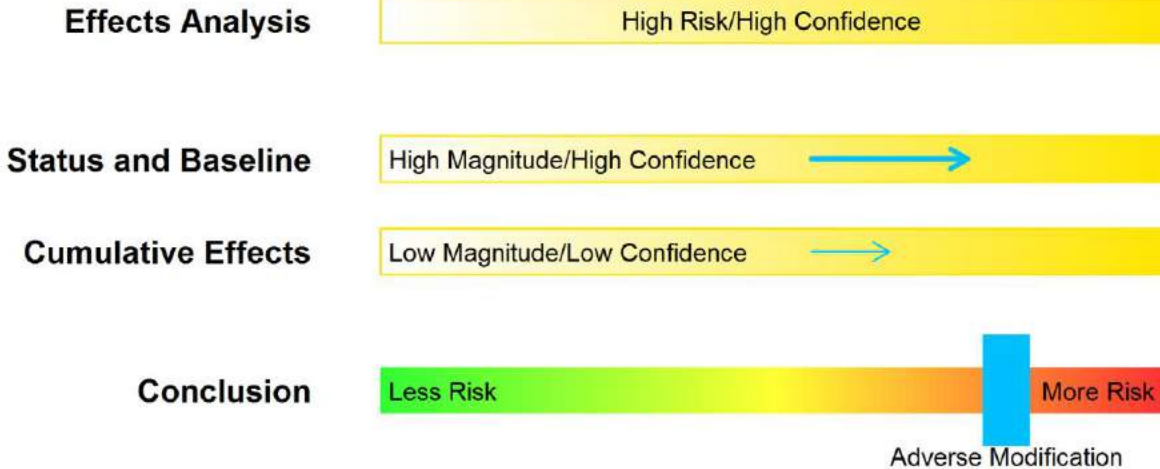 Effects Analysis
High Risk/High Confidence
Status and Baseline
High Magnitude/High Confidence
Cumulative Effects
Low Magnitude/Low Confidence
Conclusion
Less Risk
More Risk
Adverse Modification